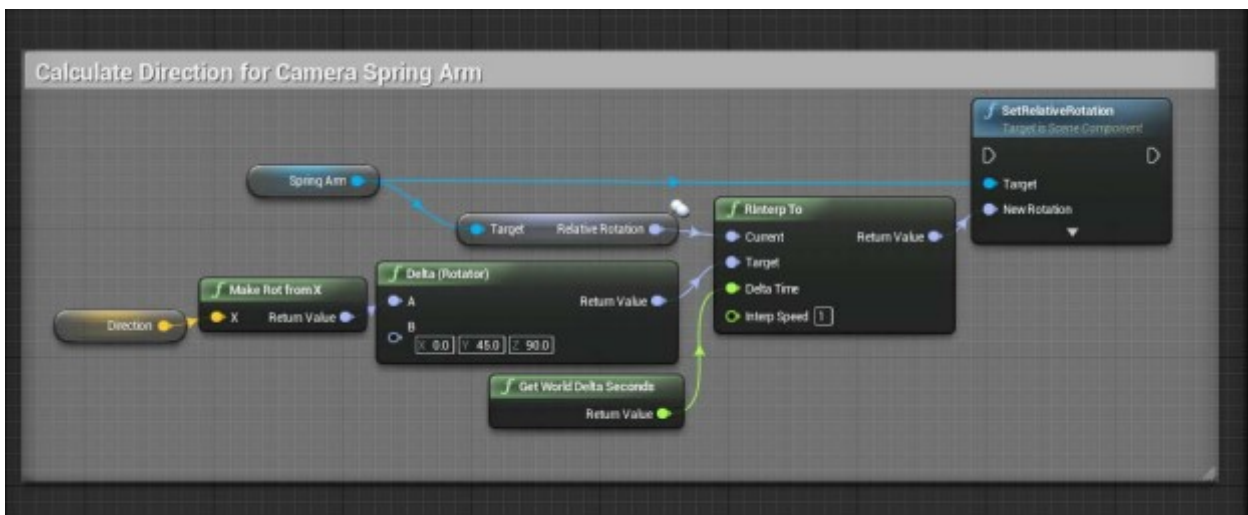 Calculate Direction for Camera Spring Arm
f SetRelativeRotation
Target is Scene Component
Target
New Rotation
Spring Arm
Target Relative Rotation
f RInterp To
Current Return Value
Target
Delta Time
Interp Speed 1
f Delta (Rotator)
A Return Value
B
X 0.0 Y 45.0 Z 90.0
f Make Rot from X
X Return Value
Direction
f Get World Delta Seconds
Return Value